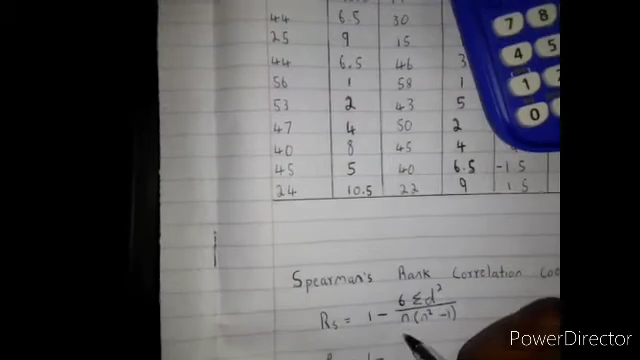 44 6.5 30
25 9 15
44 6.5 46 3
56 1 58 1
53 2 43 5
47 4 50 2
40 8 45 4
45 5 40 6.5 -1.5
24 10.5 22 9 1.5
Spearman's Rank Correlation
Rs = 1 - 6Σd² / n(n² -1)
7 8
4 5
1
0
PowerDirector